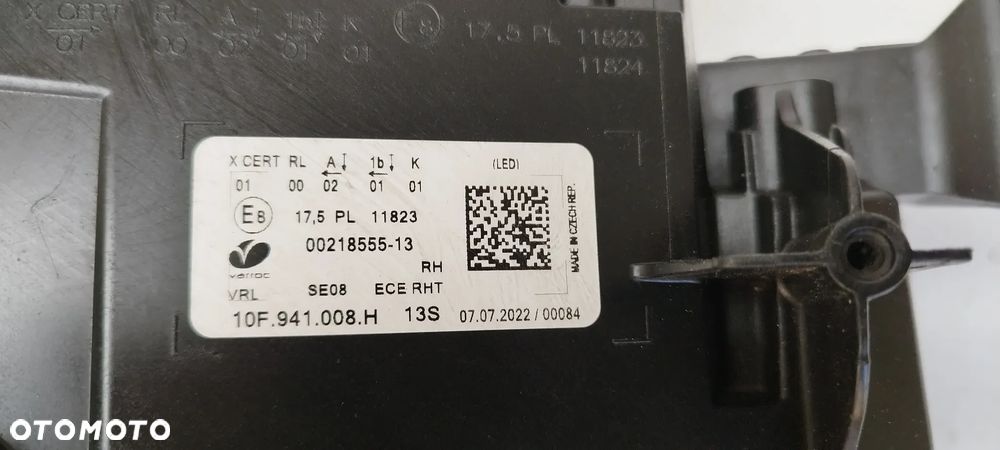 X CERT RL A 1b K E8 17,5 PL 11823
01 00 02 01 01 11824
X CERT RL A 1b K (LED)
01 00 02 01 01
E8 17,5 PL 11823
00218555-13
varroc
RH
VRL SE08 ECE RHT
10F.941.008.H 13S 07.07.2022 / 00084
MADE IN CZECH REP.
OTOMOTO